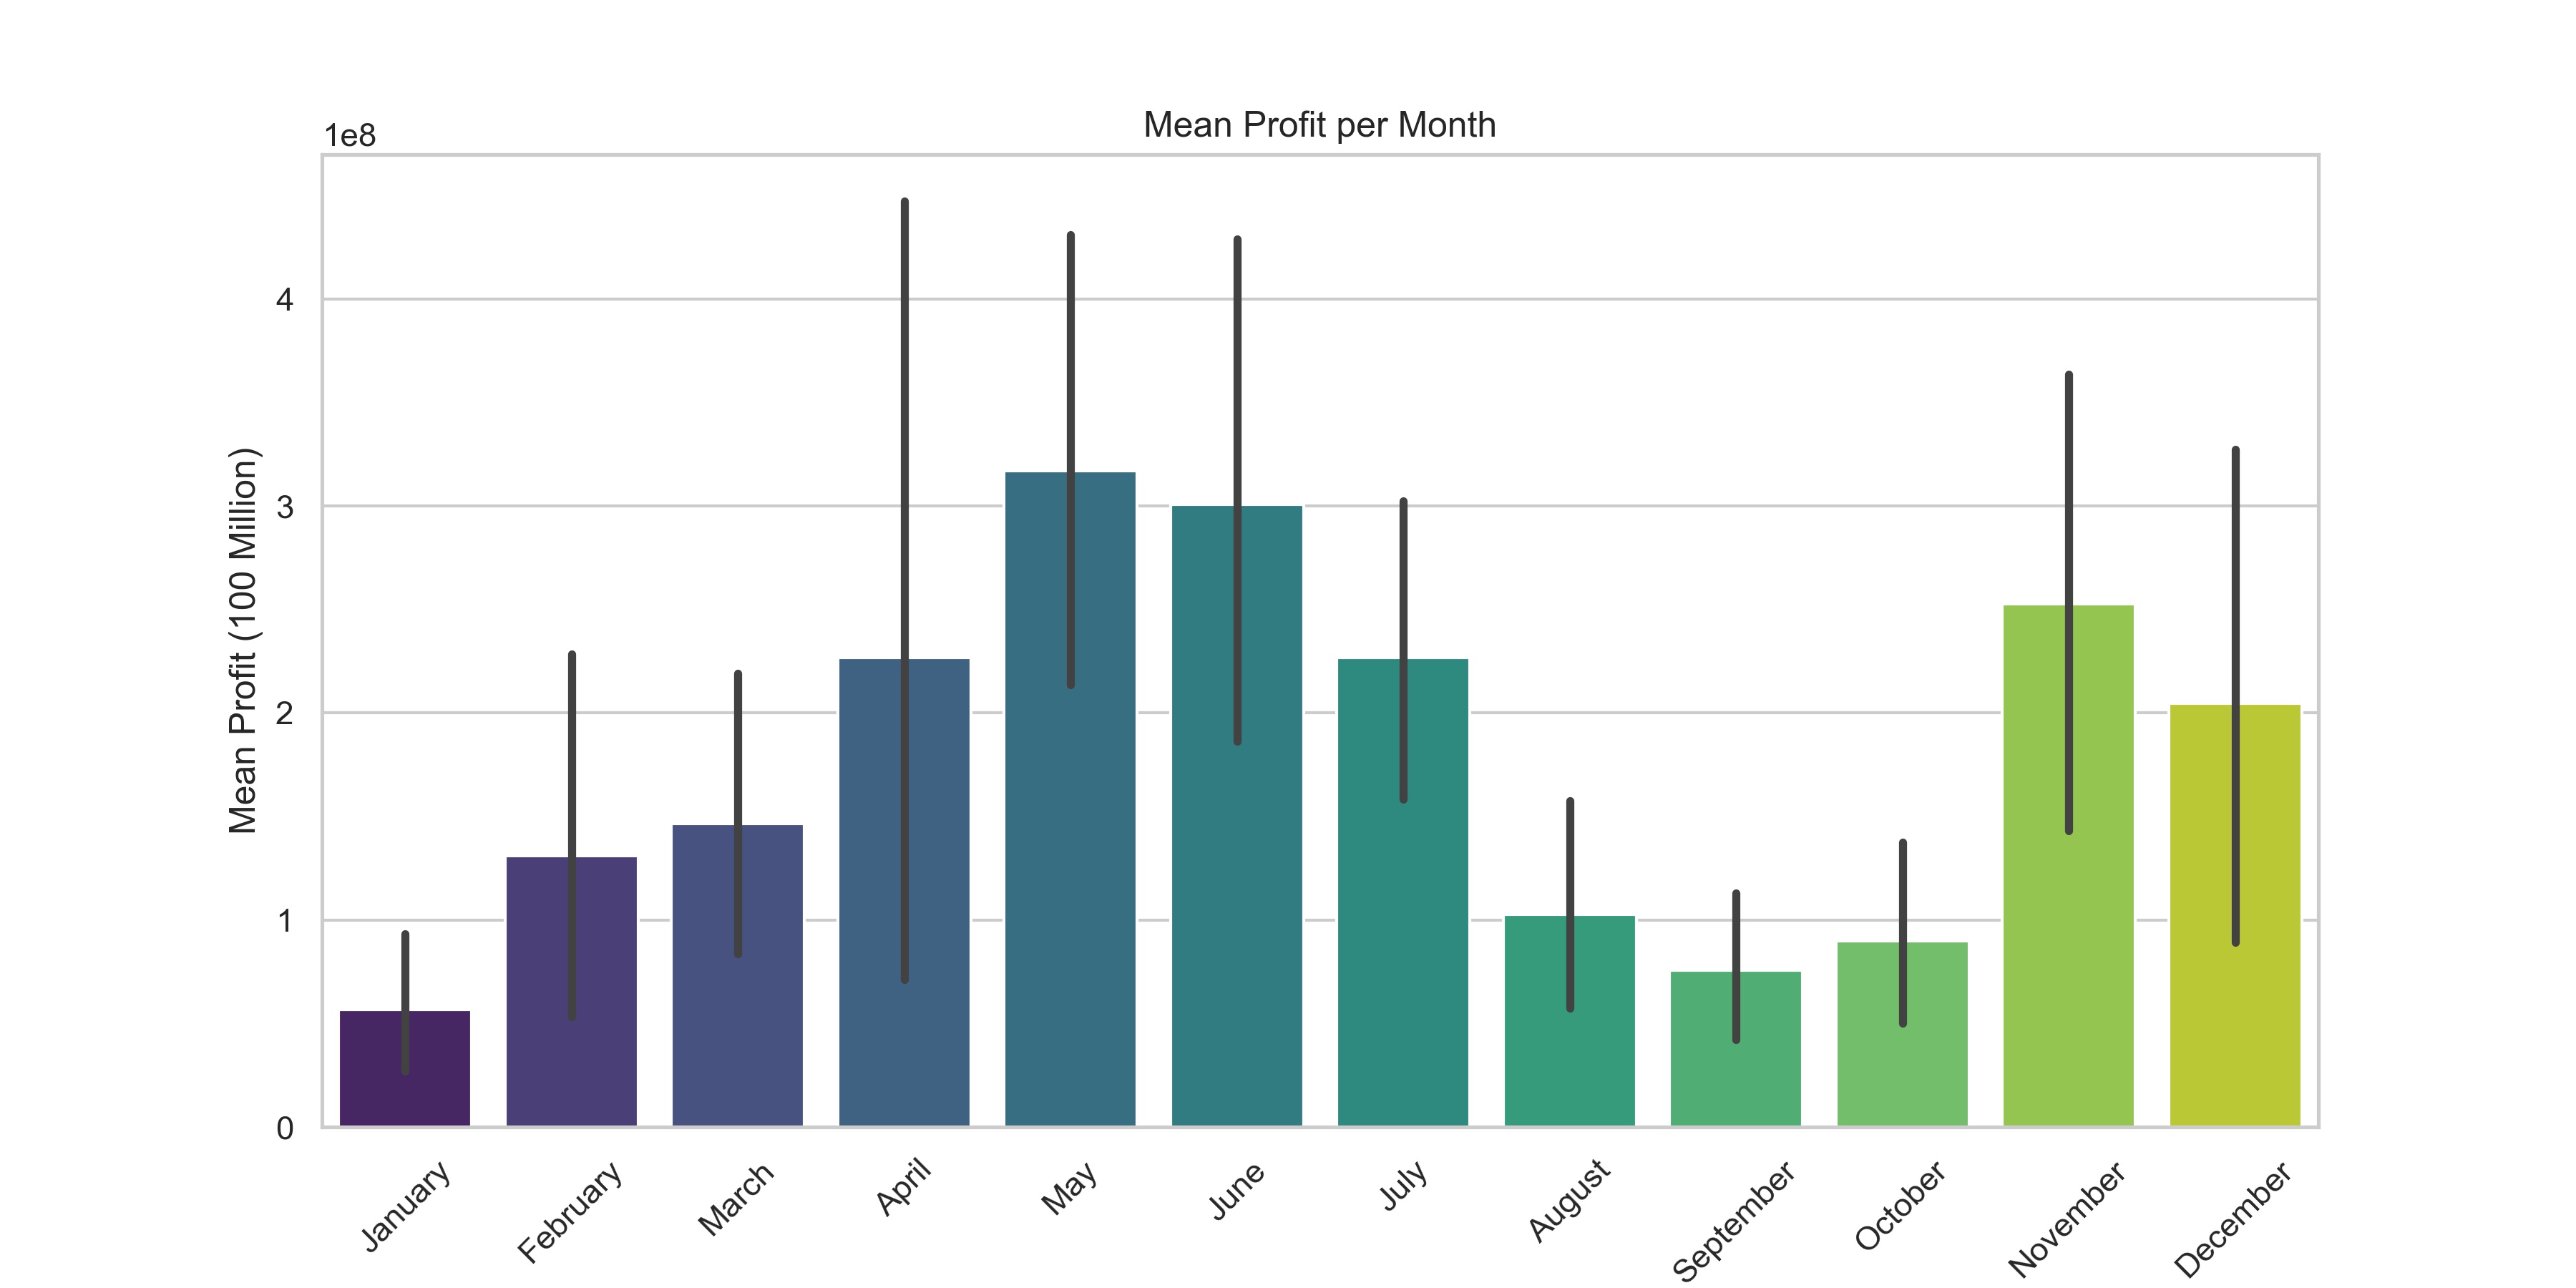 Mean Profit per Month
1e8
Mean Profit (100 Million)
4
3
2
1
0
January
February
March
April
May
June
July
August
September
October
November
December